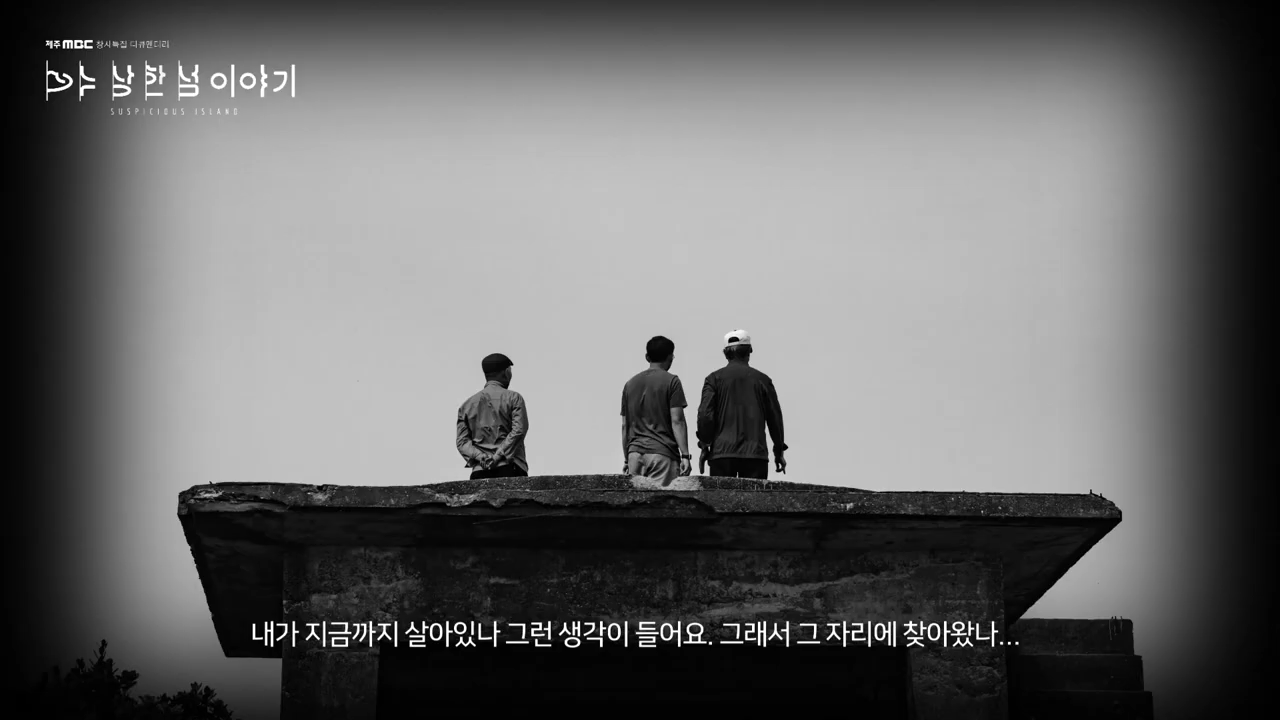 제주MBC 창사특집 다큐멘터리
수상한 섬 이야기
SUSPICIOUS ISLAND
내가 지금까지 살아있나 그런 생각이 들어요. 그래서 그 자리에 찾아왔나...